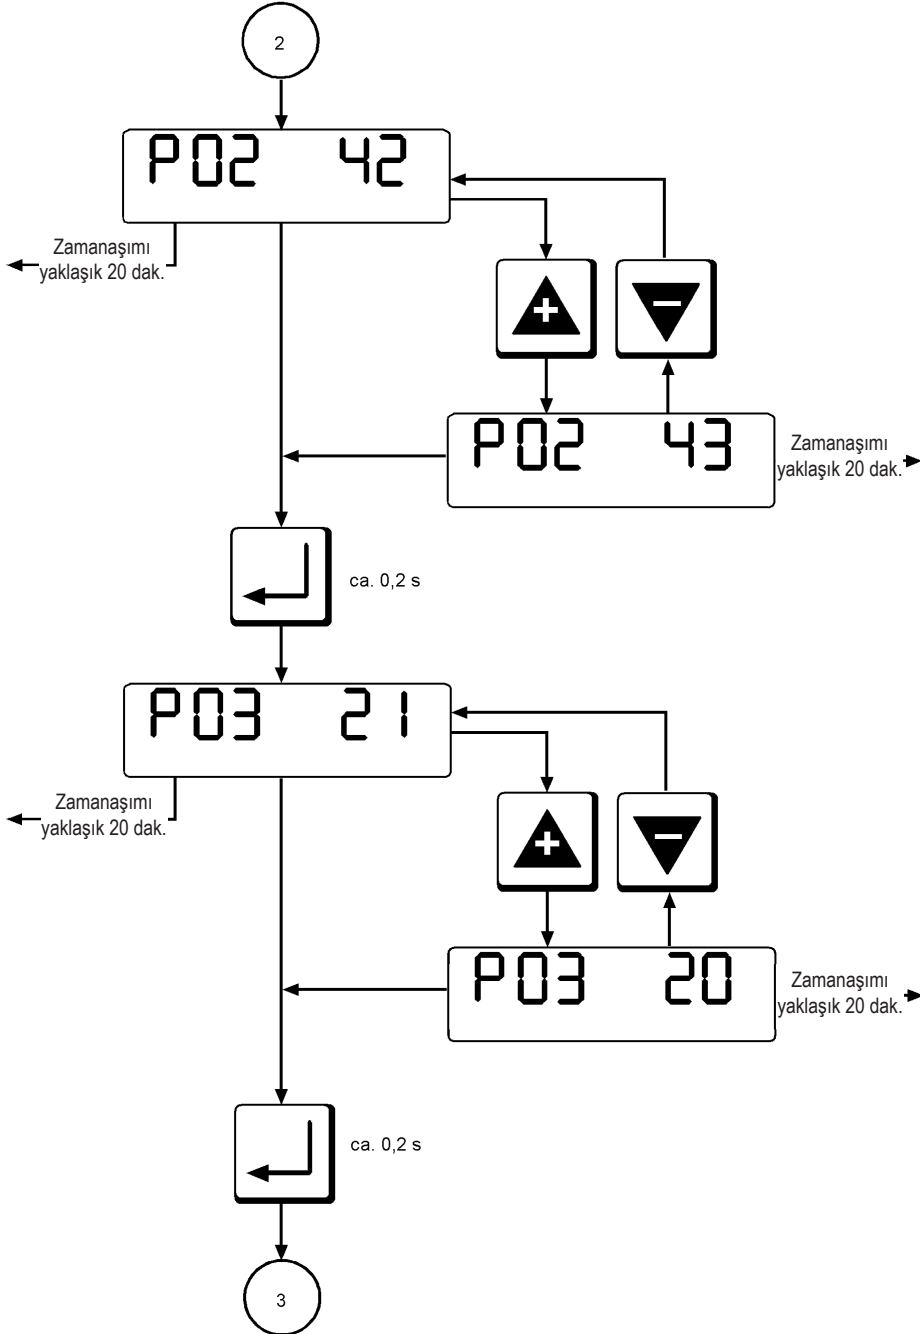 2
P02 42
Zamanaşımı
yaklaşık 20 dak.
+
−
P02 43
Zamanaşımı
yaklaşık 20 dak.
ca. 0,2 s
P03 21
Zamanaşımı
yaklaşık 20 dak.
+
−
P03 20
Zamanaşımı
yaklaşık 20 dak.
ca. 0,2 s
3